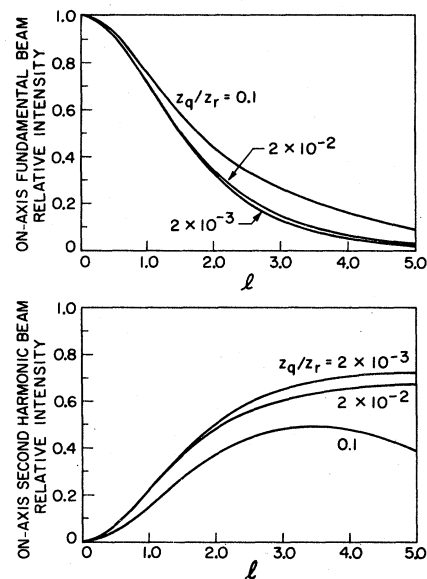 ON-AXIS FUNDAMENTAL BEAM
RELATIVE INTENSITY
1.0
0.8
0.6
0.4
0.2
0
z_q/z_r = 0.1
2 × 10⁻²
2 × 10⁻³
0 1.0 2.0 3.0 4.0 5.0
ℓ
ON-AXIS SECOND HARMONIC BEAM
RELATIVE INTENSITY
1.0
0.8
0.6
0.4
0.2
0
z_q/z_r = 2 × 10⁻³
2 × 10⁻²
0.1
0 1.0 2.0 3.0 4.0 5.0
ℓ